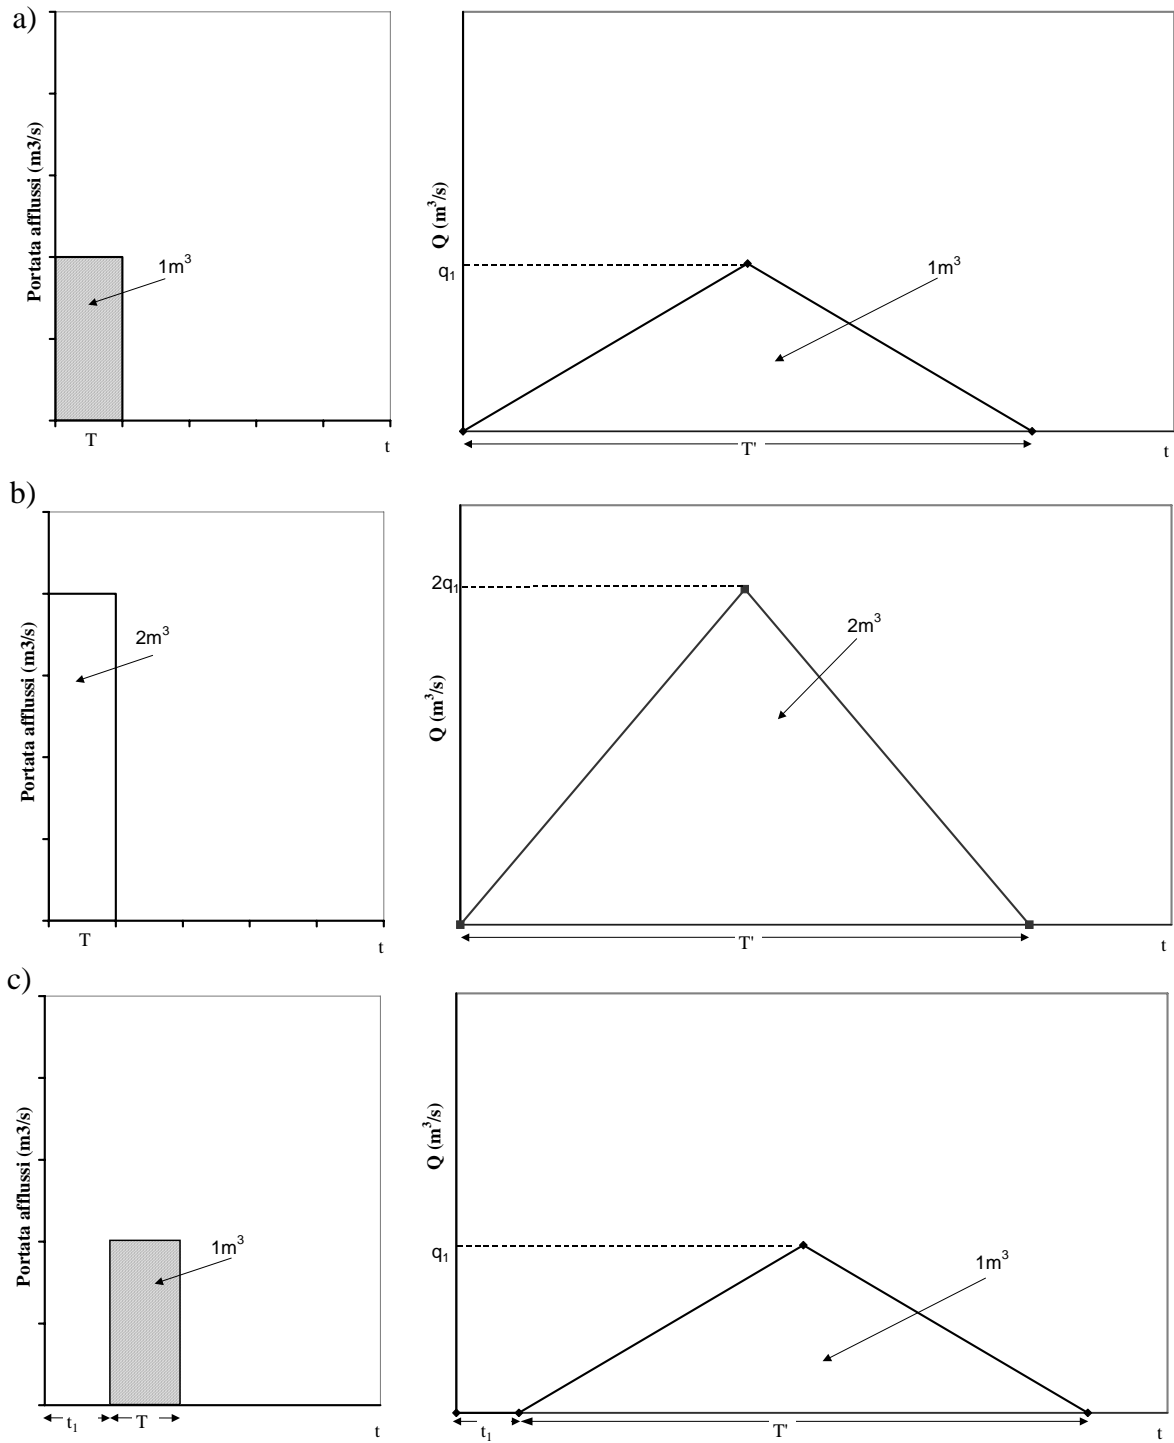 a)
Portata afflussi (m3/s)
1m³
T
t
Q (m³/s)
q₁
1m³
T'
t
b)
Portata afflussi (m3/s)
2m³
T
t
Q (m³/s)
2q₁
2m³
T'
t
c)
Portata afflussi (m3/s)
1m³
t₁
T
t
Q (m³/s)
q₁
1m³
t₁
T'
t